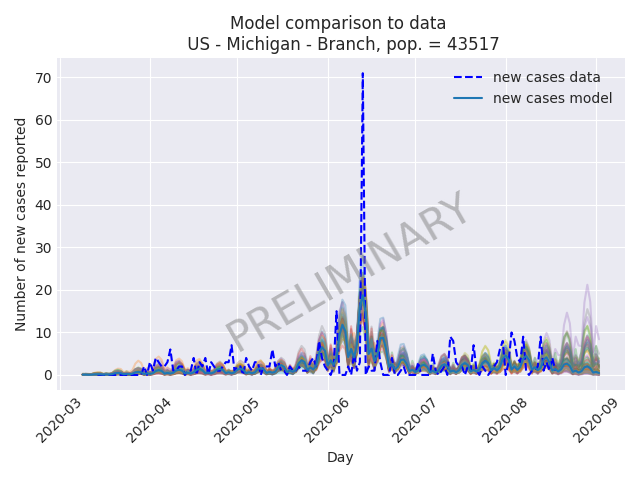 Model comparison to data
US - Michigan - Branch, pop. = 43517
new cases data
new cases model
70
60
50
40
30
20
10
0
Number of new cases reported
PRELIMINARY
2020-03
2020-04
2020-05
2020-06
2020-07
2020-08
2020-09
Day